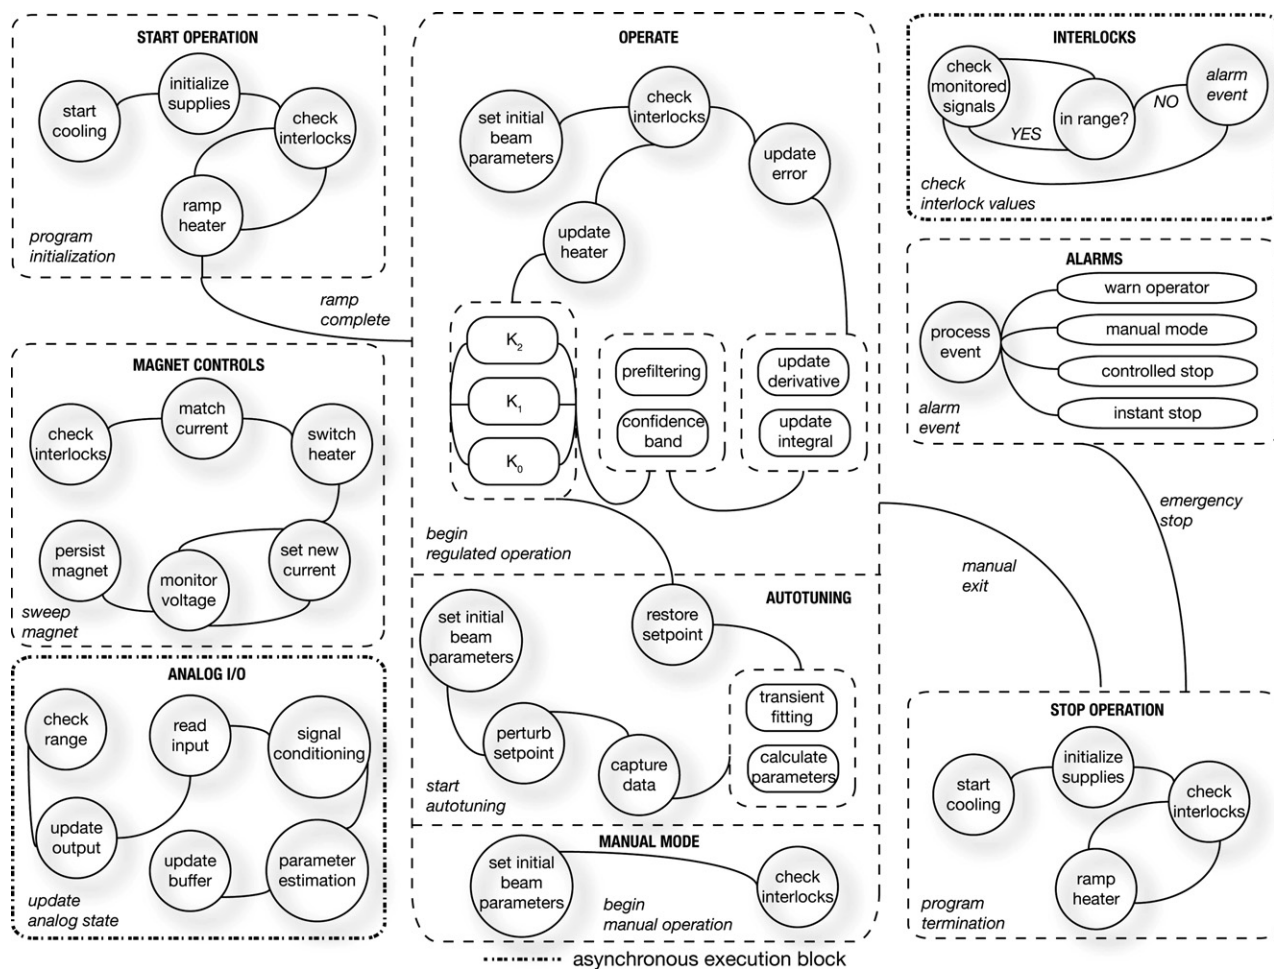 START OPERATION
start
cooling
initialize
supplies
check
interlocks
ramp
heater
program
initialization
ramp
complete
MAGNET CONTROLS
check
interlocks
match
current
switch
heater
persist
magnet
monitor
voltage
set new
current
sweep
magnet
ANALOG I/O
check
range
read
input
signal
conditioning
update
output
update
buffer
parameter
estimation
update
analog state
OPERATE
set initial
beam
parameters
check
interlocks
update
error
update
heater
K2
K1
K0
prefiltering
confidence
band
update
derivative
update
integral
begin
regulated operation
AUTOTUNING
set initial
beam
parameters
restore
setpoint
perturb
setpoint
capture
data
transient
fitting
calculate
parameters
start
autotuning
MANUAL MODE
set initial
beam
parameters
check
interlocks
begin
manual operation
INTERLOCKS
check
monitored
signals
in range?
YES
NO
alarm
event
check
interlock values
ALARMS
process
event
warn operator
manual mode
controlled stop
instant stop
alarm
event
emergency
stop
manual
exit
STOP OPERATION
start
cooling
initialize
supplies
check
interlocks
ramp
heater
program
termination
asynchronous execution block